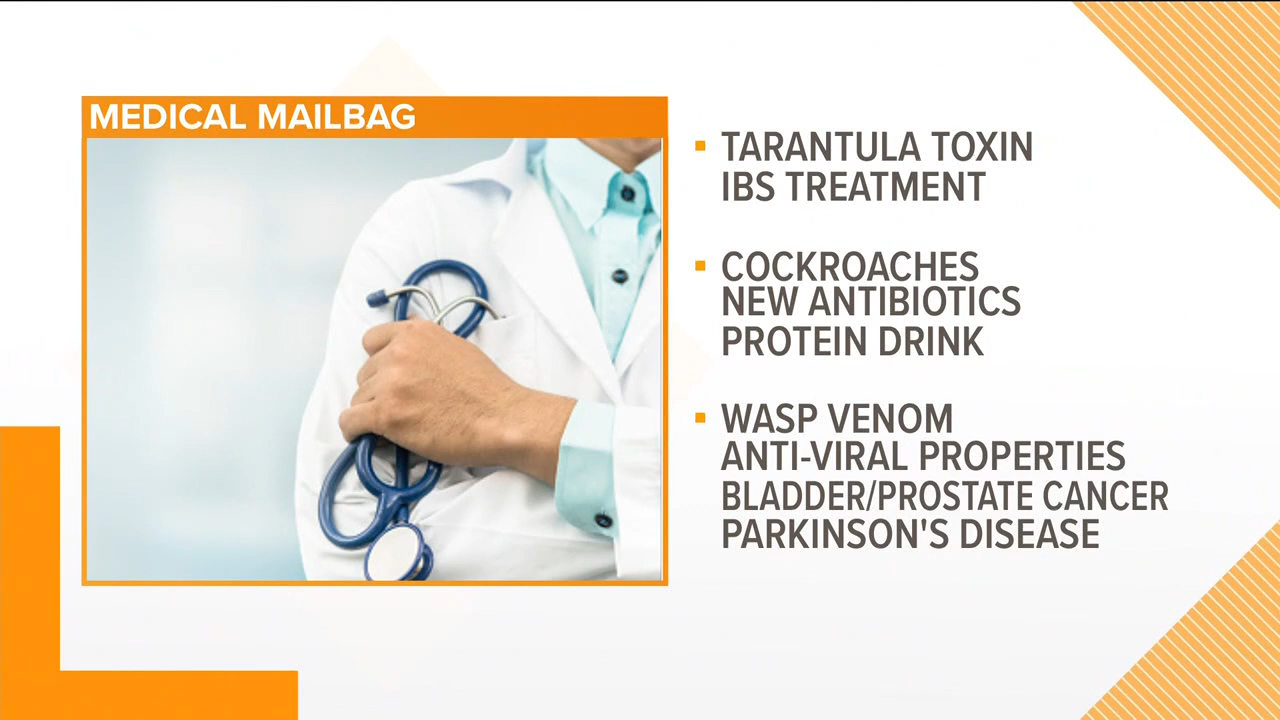 MEDICAL MAILBAG
TARANTULA TOXIN
IBS TREATMENT
COCKROACHES
NEW ANTIBIOTICS
PROTEIN DRINK
WASP VENOM
ANTI-VIRAL PROPERTIES
BLADDER/PROSTATE CANCER
PARKINSON'S DISEASE